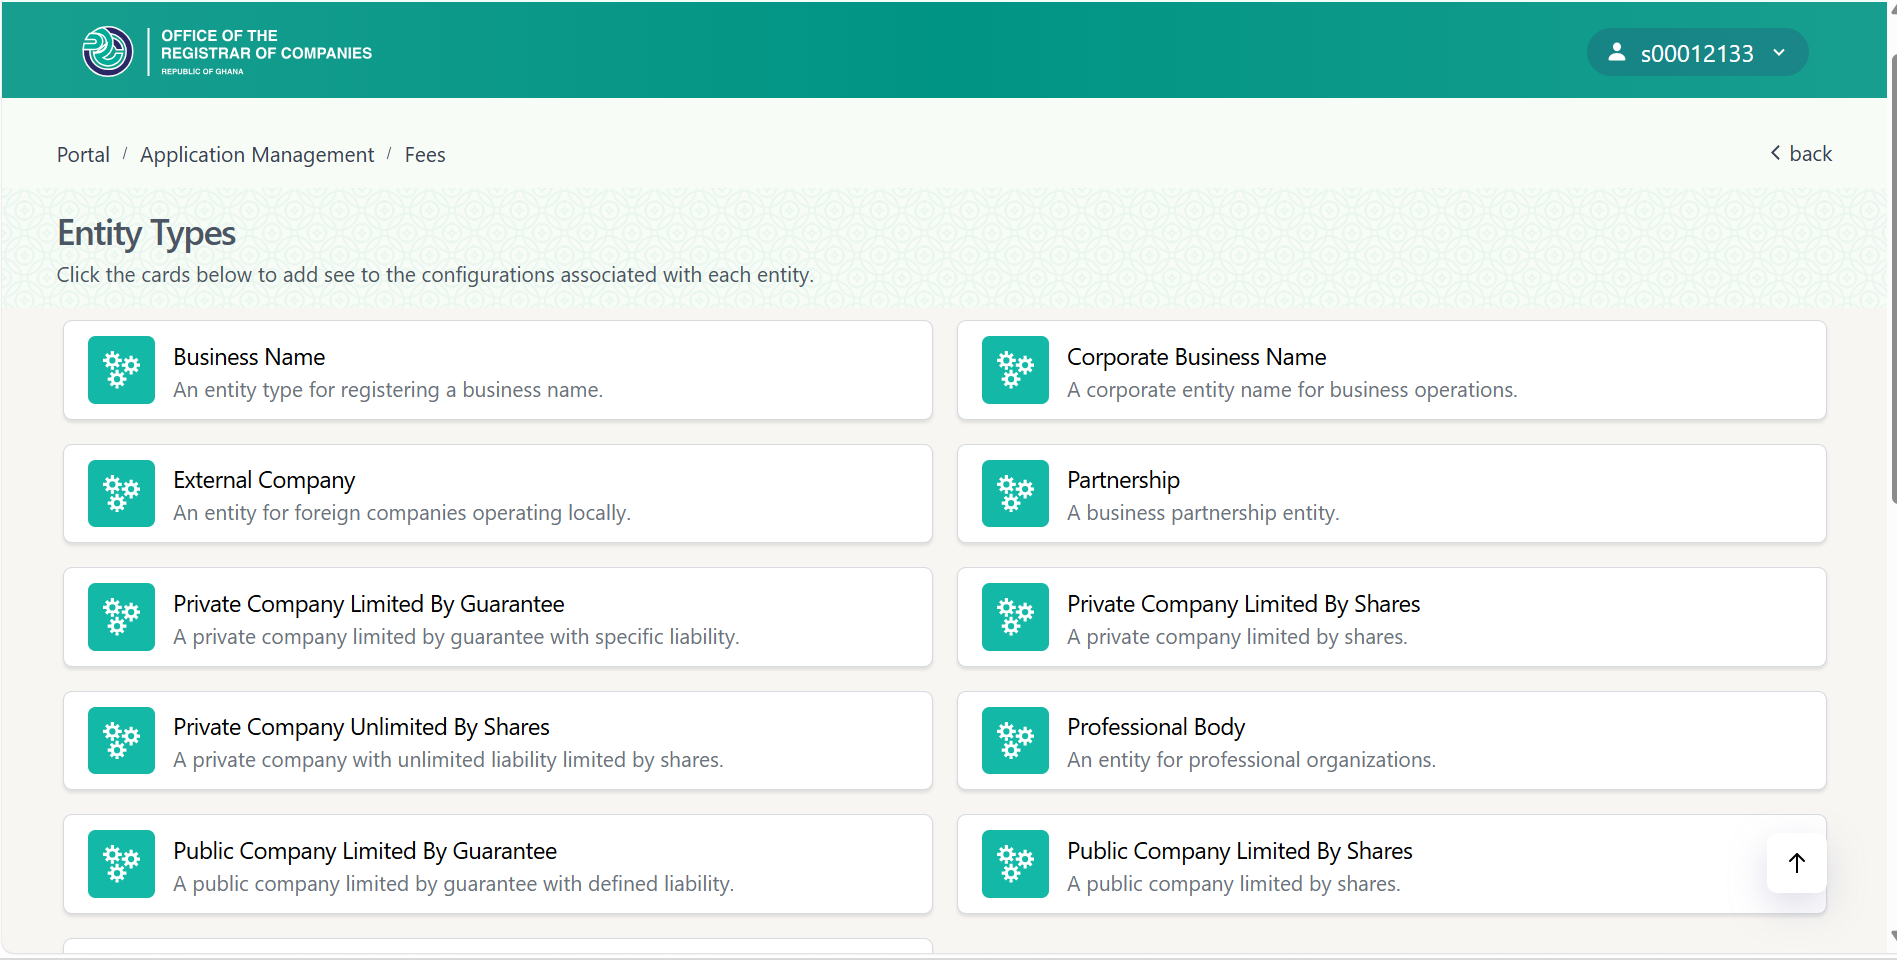 OFFICE OF THE
REGISTRAR OF COMPANIES
REPUBLIC OF GHANA
s00012133
Portal / Application Management / Fees
back
Entity Types
Click the cards below to add see to the configurations associated with each entity.
Business Name
An entity type for registering a business name.
Corporate Business Name
A corporate entity name for business operations.
External Company
An entity for foreign companies operating locally.
Partnership
A business partnership entity.
Private Company Limited By Guarantee
A private company limited by guarantee with specific liability.
Private Company Limited By Shares
A private company limited by shares.
Private Company Unlimited By Shares
A private company with unlimited liability limited by shares.
Professional Body
An entity for professional organizations.
Public Company Limited By Guarantee
A public company limited by guarantee with defined liability.
Public Company Limited By Shares
A public company limited by shares.